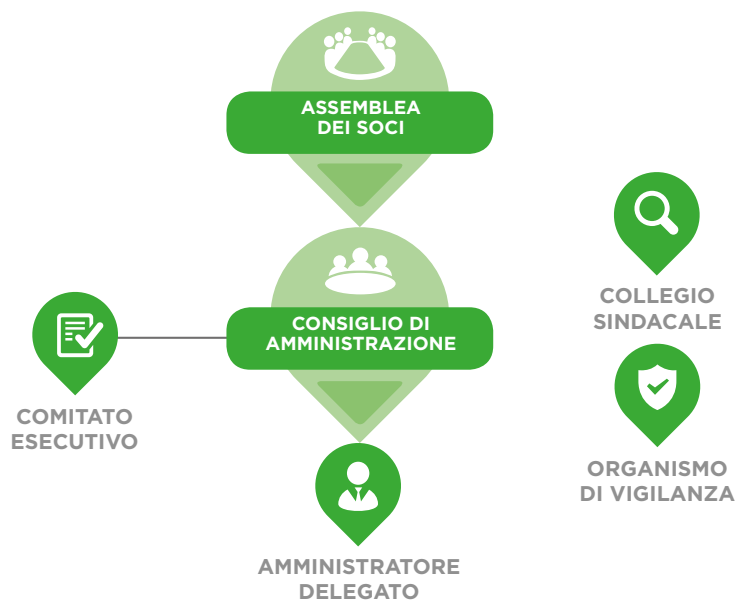 ASSEMBLEA
DEI SOCI
CONSIGLIO DI
AMMINISTRAZIONE
COMITATO
ESECUTIVO
AMMINISTRATORE
DELEGATO
COLLEGIO
SINDACALE
ORGANISMO
DI VIGILANZA